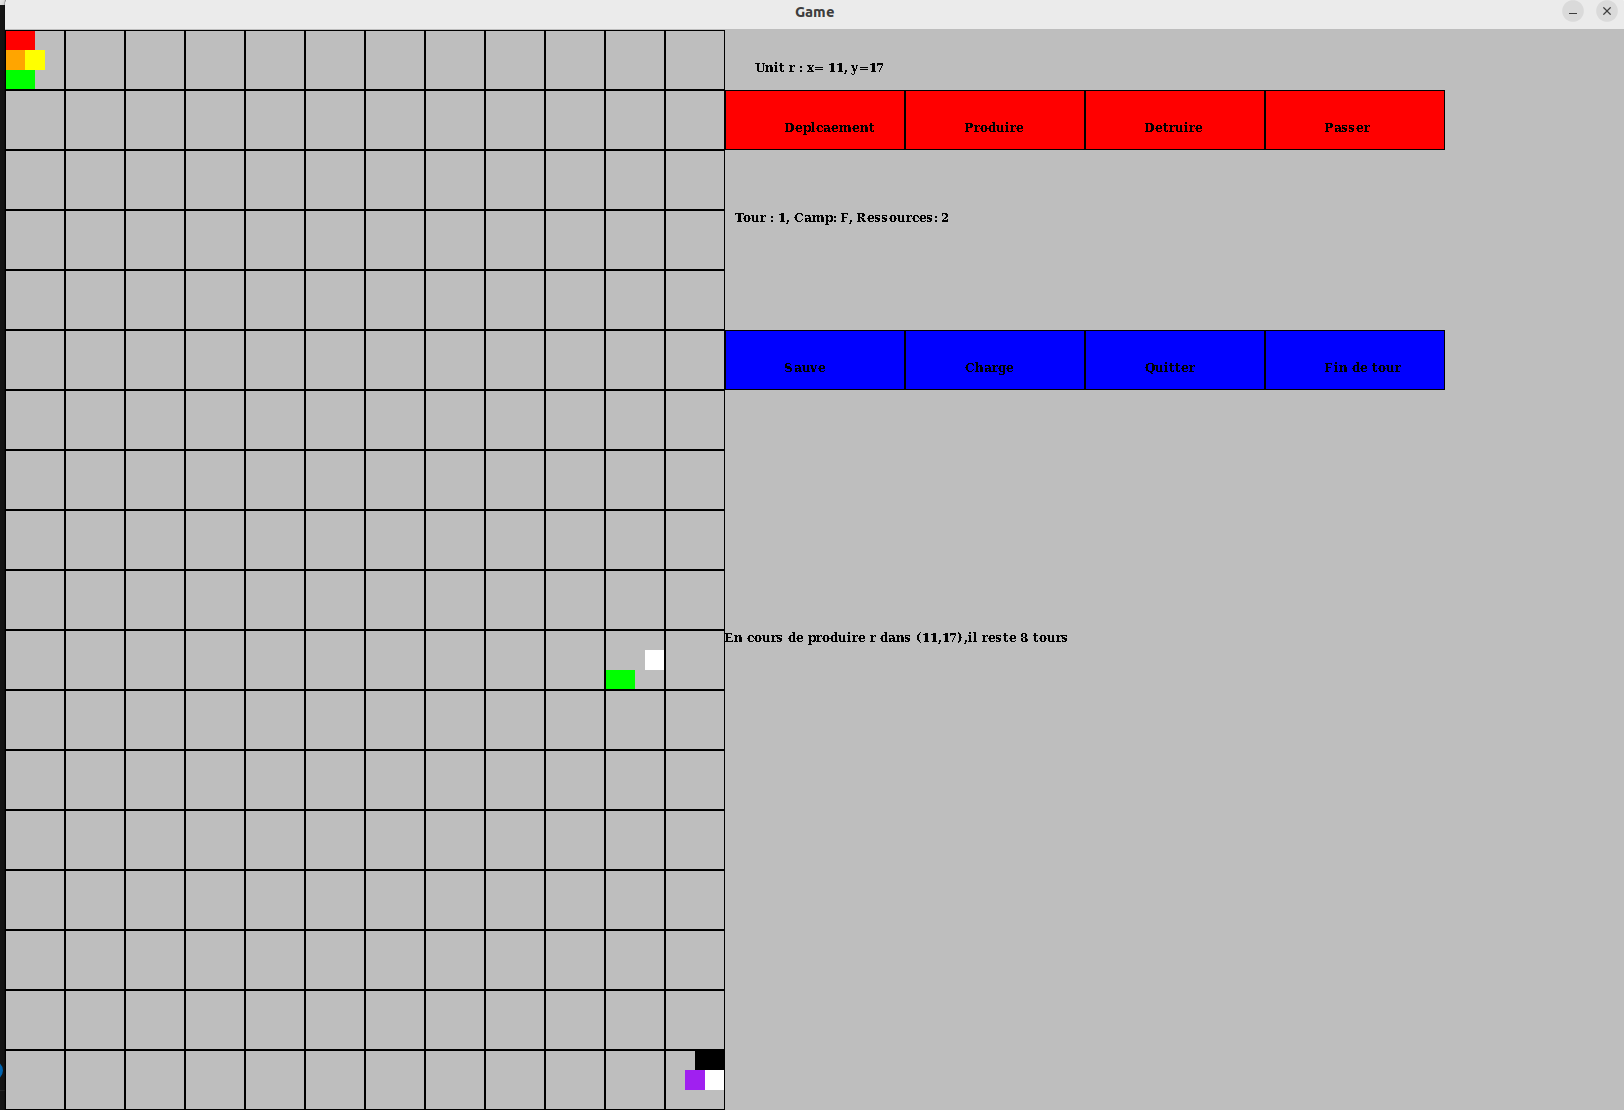 Game
Unit r : x= 11, y=17
Deplcaement Produire Detruire Passer
Tour : 1, Camp: F, Ressources: 2
Sauve Charge Quitter Fin de tour
En cours de produire r dans (11,17),il reste 8 tours